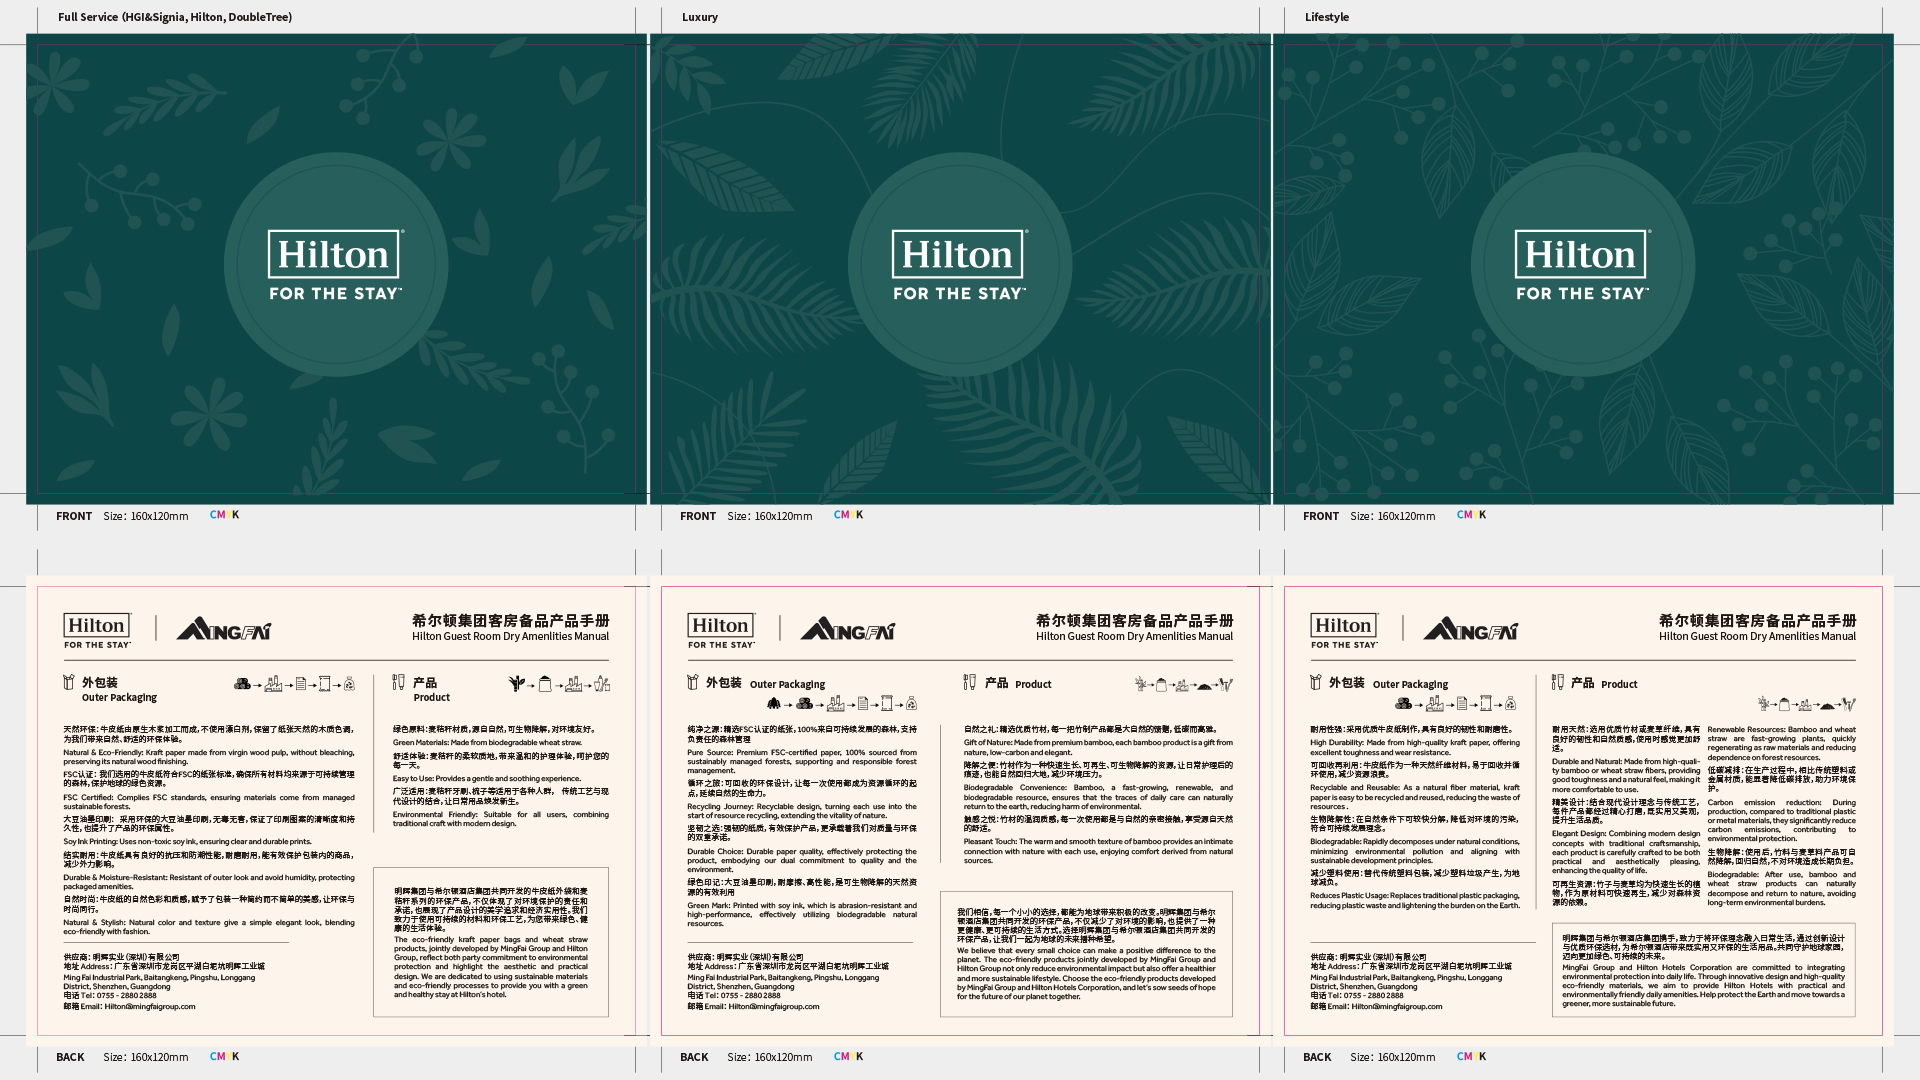 Full Service (HGI&Signia, Hilton, DoubleTree)
Luxury
Lifestyle
Hilton
FOR THE STAY™
Hilton
FOR THE STAY™
Hilton
FOR THE STAY™
FRONT Size: 160x120mm CMYK
FRONT Size: 160x120mm CMYK
FRONT Size: 160x120mm CMYK
Hilton
FOR THE STAY
MINGFAI
希尔顿集团客房备品产品手册
Hilton Guest Room Dry Amenlities Manual
外包装
Outer Packaging
天然环保：牛皮纸由原生木浆加工而成，不使用漂白剂，保留了纸张天然的木质色调，
为我们带来自然、舒适的环保体验。
Natural & Eco-Friendly: Kraft paper made from virgin wood pulp, without bleaching,
preserving its natural wood finishing.
FSC认证：我们选用的牛皮纸符合FSC的纸张标准，确保所有材料均来源于可持续管理
的森林，保护地球的绿色资源。
FSC Certified: Complies FSC standards, ensuring materials come from managed
sustainable forests.
大豆油墨印刷： 采用环保的大豆油墨印刷，无毒无害，保证了印刷图案的清晰度和持
久性，也提升了产品的环保属性。
Soy Ink Printing: Uses non-toxic soy ink, ensuring clear and durable prints.
结实耐用：牛皮纸具有良好的抗压和防潮性能，耐磨耐用，能有效保护包装内的商品，
减少外力影响。
Durable & Moisture-Resistant: Resistant of outer look and avoid humidity, protecting
packaged amenities.
自然时尚：牛皮纸的自然色彩和质感，赋予了包装一种简约而不简单的美感，让环保与
时尚同行。
Natural & Stylish: Natural color and texture give a simple elegant look, blending
eco-friendly with fashion.
供应商：明辉实业（深圳）有限公司
地址 Address：广东省深圳市龙岗区平湖白坭坑明辉工业城
Ming Fai Industrial Park, Baitangkeng, Pingshu, Longgang
District, Shenzhen, Guangdong
电话 Tel：0755 - 2880 2888
邮箱 Email：Hilton@mingfaigroup.com
产品
Product
绿色原料：麦秸秆材质，源自自然，可生物降解，对环境友好。
Green Materials: Made from biodegradable wheat straw.
舒适体验：麦秸秆的柔软质地，带来温和的护理体验，呵护您的
每一天。
Easy to Use: Provides a gentle and soothing experience.
广泛适用：麦秸秆牙刷、梳子等适用于各种人群， 传统工艺与现
代设计的结合，让日常用品焕发新生。
Environmental Friendly: Suitable for all users, combining
traditional craft with modern design.
明辉集团与希尔顿酒店集团共同开发的牛皮纸外袋和麦
秸秆系列的环保产品，不仅体现了对环境保护的责任和
承诺，也展现了产品设计的美学追求和经济实用性。我们
致力于使用可持续的材料和环保工艺，为您带来绿色、健
康的生活体验。
The eco-friendly kraft paper bags and wheat straw
products, jointly developed by MingFai Group and Hilton
Group, reflect both party commitment to environmental
protection and highlight the aesthetic and practical
design. We are dedicated to using sustainable materials
and eco-friendly processes to provide you with a green
and healthy stay at Hilton's hotel.
Hilton
FOR THE STAY
MINGFAI
希尔顿集团客房备品产品手册
Hilton Guest Room Dry Amenlities Manual
外包装 Outer Packaging
纯净之源：精选FSC认证的纸张，100%来自可持续发展的森林，支持
负责任的森林管理
Pure Source: Premium FSC-certified paper, 100% sourced from
sustainably managed forests, supporting and responsible forest
management.
循环之旅：可回收的环保设计，让每一次使用都成为资源循环的起
点，延续自然的生命力。
Recycling Journey: Recyclable design, turning each use into the
start of resource recycling, extending the vitality of nature.
坚韧之选：强韧的纸质，有效保护产品，更承载着我们对质量与环保
的双重承诺。
Durable Choice: Durable paper quality, effectively protecting the
product, embodying our dual commitment to quality and the
environment.
绿色印记：大豆油墨印刷，耐摩擦、高性能，是可生物降解的天然资
源的有效利用
Green Mark: Printed with soy ink, which is abrasion-resistant and
high-performance, effectively utilizing biodegradable natural
resources.
供应商：明辉实业（深圳）有限公司
地址 Address：广东省深圳市龙岗区平湖白坭坑明辉工业城
Ming Fai Industrial Park, Baitangkeng, Pingshu, Longgang
District, Shenzhen, Guangdong
电话 Tel：0755 - 2880 2888
邮箱 Email：Hilton@mingfaigroup.com
产品 Product
自然之礼：精选优质竹材，每一把竹制产品都是大自然的馈赠，低碳而高雅。
Gift of Nature: Made from premium bamboo, each bamboo product is a gift from
nature, low-carbon and elegant.
降解之便：竹材作为一种快速生长、可再生、可生物降解的资源，让日常护理后的
痕迹，也能自然回归大地，减少环境压力。
Biodegradable Convenience: Bamboo, a fast-growing, renewable, and
biodegradable resource, ensures that the traces of daily care can naturally
return to the earth, reducing harm of environmental.
触感之悦：竹材的温润质感，每一次使用都是与自然的亲密接触，享受源自天然
的舒适。
Pleasant Touch: The warm and smooth texture of bamboo provides an intimate
connection with nature with each use, enjoying comfort derived from natural
sources.
我们相信，每一个小小的选择，都能为地球带来积极的改变。明辉集团与希尔
顿酒店集团共同开发的环保产品，不仅减少了对环境的影响，也提供了一种
更健康、更可持续的生活方式。选择明辉集团与希尔顿酒店集团共同开发的
环保产品，让我们一起为地球的未来播种希望。
We believe that every small choice can make a positive difference to the
planet. The eco-friendly products jointly developed by MingFai Group and
Hilton Group not only reduce environmental impact but also offer a healthier
and more sustainable lifestyle. Choose the eco-friendly products developed
by MingFai Group and Hilton Hotels Corporation, and let's sow seeds of hope
for the future of our planet together.
Hilton
FOR THE STAY
MINGFAI
希尔顿集团客房备品产品手册
Hilton Guest Room Dry Amenlities Manual
外包装 Outer Packaging
耐用性强：采用优质牛皮纸制作，具有良好的韧性和耐磨性。
High Durability: Made from high-quality kraft paper, offering
excellent toughness and wear resistance.
可回收再利用：牛皮纸作为一种天然纤维材料，易于回收并循
环使用，减少资源浪费。
Recyclable and Reusable: As a natural fiber material, kraft
paper is easy to be recycled and reused, reducing the waste of
resources .
生物降解性：在自然条件下可较快分解，降低对环境的污染，
符合可持续发展理念。
Biodegradable: Rapidly decomposes under natural conditions,
minimizing environmental pollution and aligning with
sustainable development principles.
减少塑料使用：替代传统塑料包装，减少塑料垃圾产生，为地
球减负。
Reduces Plastic Usage: Replaces traditional plastic packaging,
reducing plastic waste and lightening the burden on the Earth.
供应商：明辉实业（深圳）有限公司
地址 Address：广东省深圳市龙岗区平湖白坭坑明辉工业城
Ming Fai Industrial Park, Baitangkeng, Pingshu, Longgang
District, Shenzhen, Guangdong
电话 Tel：0755 - 2880 2888
邮箱 Email：Hilton@mingfaigroup.com
产品 Product
耐用天然：选用优质竹材或麦草纤维，具有
良好的韧性和自然质感，使用时感觉更加舒
适。
Durable and Natural: Made from high-quali-
ty bamboo or wheat straw fibers, providing
good toughness and a natural feel, making it
more comfortable to use.
精美设计：结合现代设计理念与传统工艺，
每件产品都经过精心打磨，既实用又美观，
提升生活品质。
Elegant Design: Combining modern design
concepts with traditional craftsmanship,
each product is carefully crafted to be both
practical and aesthetically pleasing,
enhancing the quality of life.
可再生资源：竹子与麦草均为快速生长的植
物，作为原材料可快速再生，减少对森林资
源的依赖。
Renewable Resources: Bamboo and wheat
straw are fast-growing plants, quickly
regenerating as raw materials and reducing
dependence on forest resources.
低碳减排：在生产过程中，相比传统塑料或
金属材质，能显著降低碳排放，助力环境保
护。
Carbon emission reduction: During
production, compared to traditional plastic
or metal materials, they significantly reduce
carbon emissions, contributing to
environmental protection.
生物降解：使用后，竹料与麦草料产品可自
然降解，回归自然，不对环境造成长期负担。
Biodegradable: After use, bamboo and
wheat straw products can naturally
decompose and return to nature, avoiding
long-term environmental burdens.
明辉集团与希尔顿酒店集团携手，致力于将环保理念融入日常生活，通过创新设计
与优质环保选材，为希尔顿酒店带来既实用又环保的生活用品。共同守护地球家园，
迈向更加绿色、可持续的未来。
MingFai Group and Hilton Hotels Corporation are committed to integrating
environmental protection into daily life. Through innovative design and high-quality
eco-friendly materials, we aim to provide Hilton Hotels with practical and
environmentally friendly daily amenities. Help protect the Earth and move towards a
greener, more sustainable future.
BACK Size: 160x120mm CMYK
BACK Size: 160x120mm CMYK
BACK Size: 160x120mm CMYK